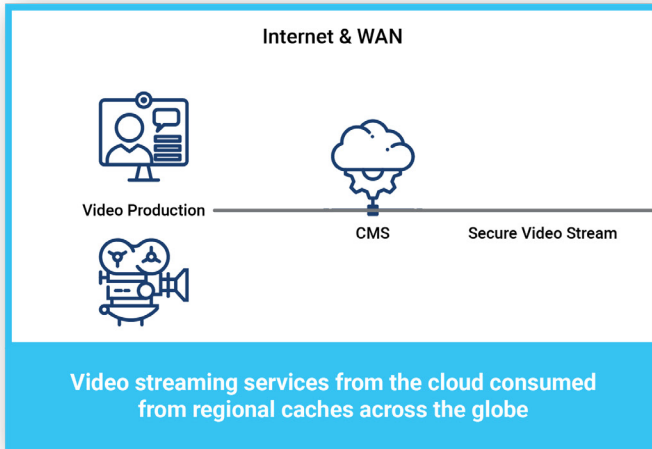 Internet & WAN
Video Production
CMS
Secure Video Stream
Video streaming services from the cloud consumed
from regional caches across the globe